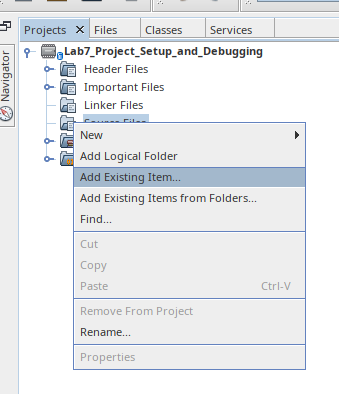 Projects × Files Classes Services
Navigator
Lab7_Project_Setup_and_Debugging
Header Files
Important Files
Linker Files
Source Files
New
Add Logical Folder
Add Existing Item...
Add Existing Items from Folders...
Find...
Cut
Copy
Paste Ctrl-V
Remove From Project
Rename...
Properties